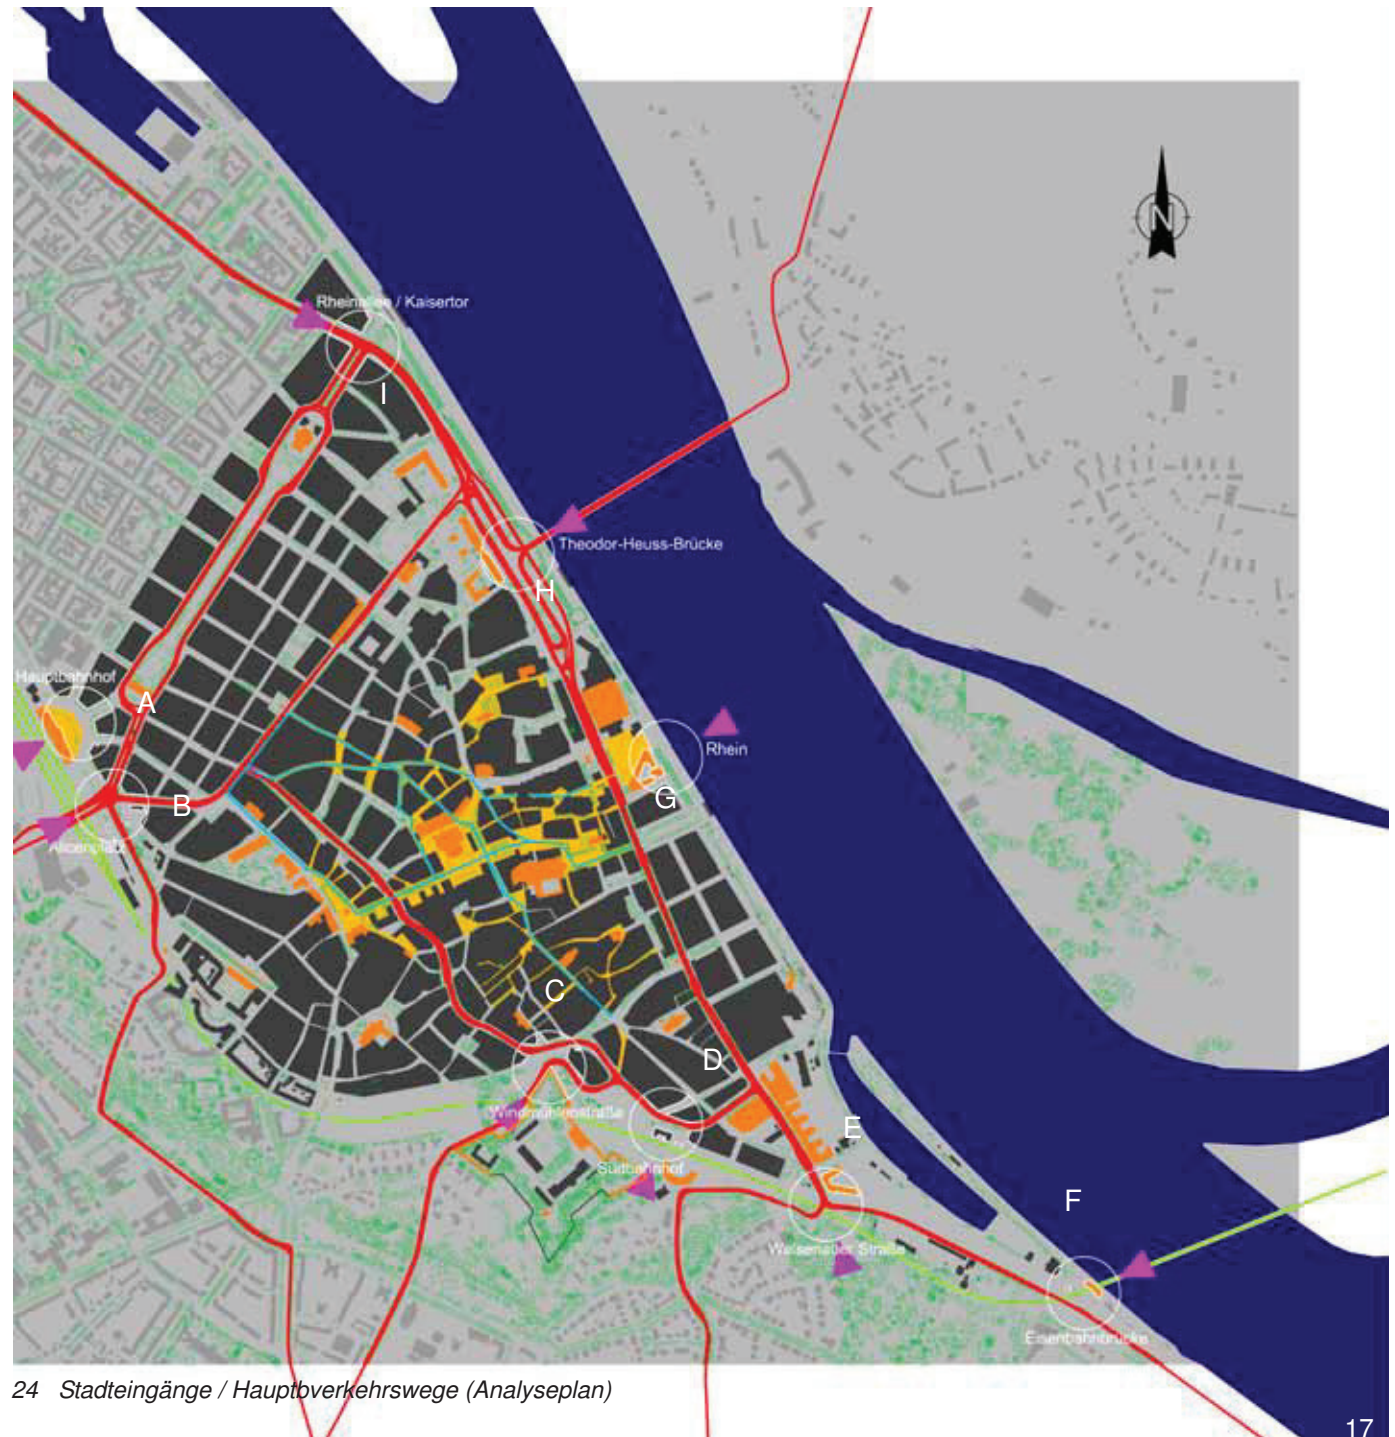 N
Rheinallee / Kaisertor
I
Theodor-Heuss-Brücke
H
Hauptbahnhof
A
Rhein
G
B
Alicenplatz
C
D
Windmühlenstraße
E
Südbahnhof
F
Weisenauer Straße
Eisenbahnbrücke
24 Stadteingänge / Hauptbverkehrswege (Analyseplan)
17